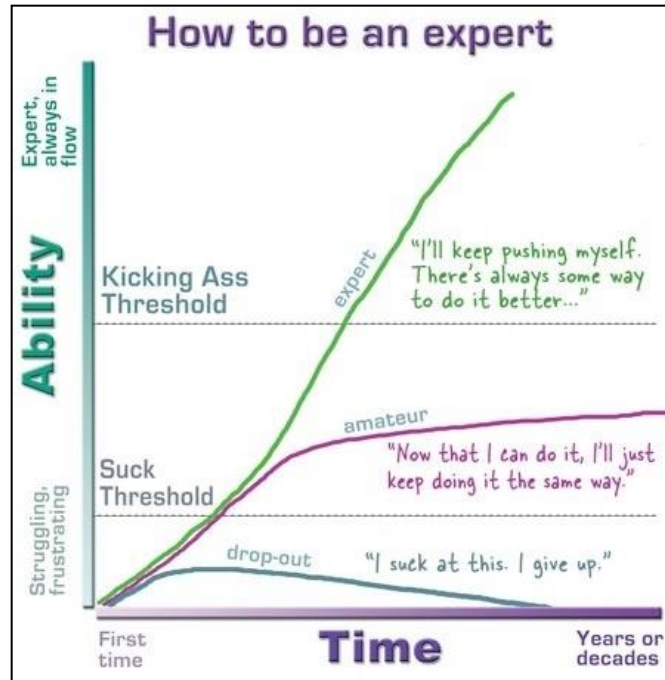 How to be an expert
Expert,
always in
flow
Ability
Struggling,
frustrating
Kicking Ass
Threshold
expert
"I'll keep pushing myself.
There's always some way
to do it better..."
amateur
"Now that I can do it, I'll just
keep doing it the same way."
Suck
Threshold
drop-out
"I suck at this. I give up."
First
time
Time
Years or
decades